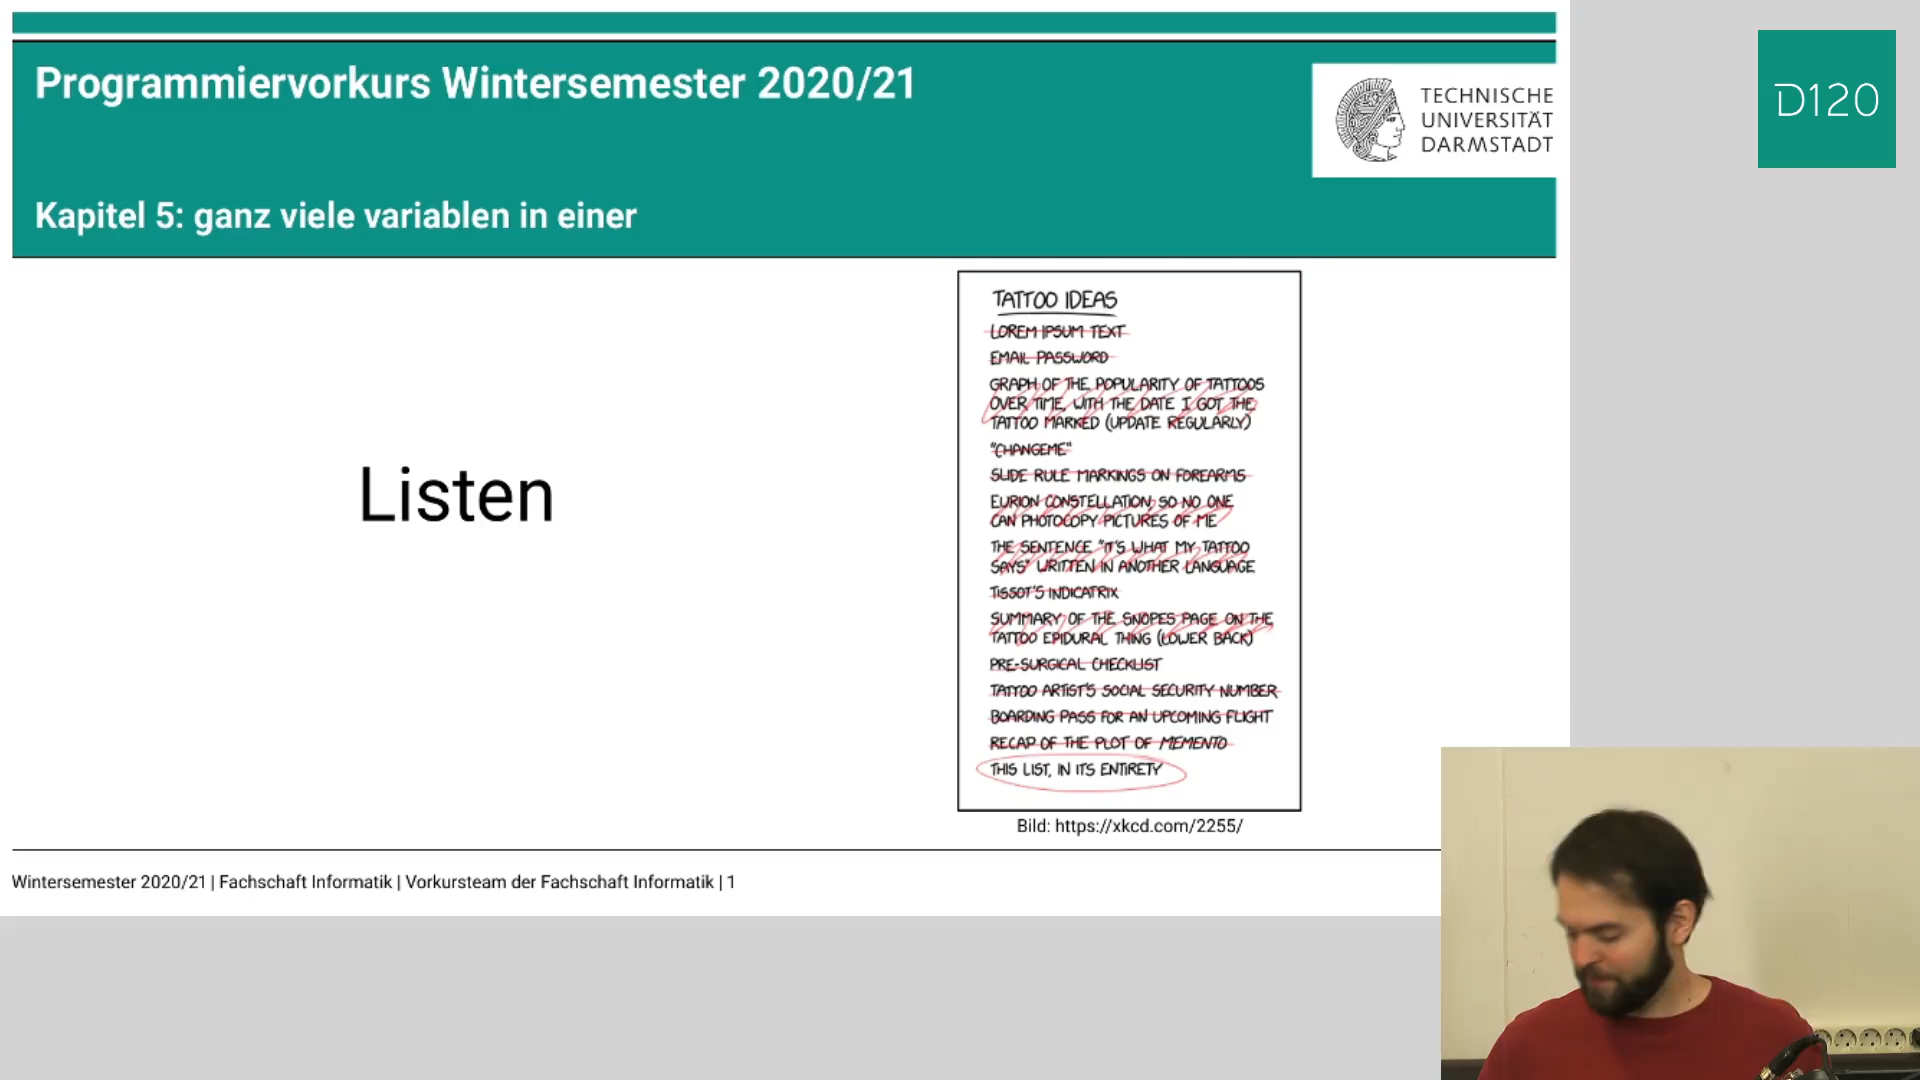 Programmiervorkurs Wintersemester 2020/21
TECHNISCHE
UNIVERSITÄT
DARMSTADT
D120
Kapitel 5: ganz viele variablen in einer
Listen
TATTOO IDEAS
LOREM IPSUM TEXT
EMAIL PASSWORD
GRAPH OF THE POPULARITY OF TATTOOS
OVER TIME, WITH THE DATE I GOT THE
TATTOO MARKED (UPDATE REGULARLY)
"CHANGEME"
SLIDE RULE MARKINGS ON FOREARMS
EURION CONSTELLATION, SO NO ONE
CAN PHOTOCOPY PICTURES OF ME
THE SENTENCE "IT'S WHAT MY TATTOO
SAYS" WRITTEN IN ANOTHER LANGUAGE
TISSOT'S INDICATRIX
SUMMARY OF THE SNOPES PAGE ON THE
TATTOO EPIDURAL THING (LOWER BACK)
PRE-SURGICAL CHECKLIST
TATTOO ARTIST'S SOCIAL SECURITY NUMBER
BOARDING PASS FOR AN UPCOMING FLIGHT
RECAP OF THE PLOT OF MEMENTO
THIS LIST, IN ITS ENTIRETY
Bild: https://xkcd.com/2255/
Wintersemester 2020/21 | Fachschaft Informatik | Vorkursteam der Fachschaft Informatik | 1